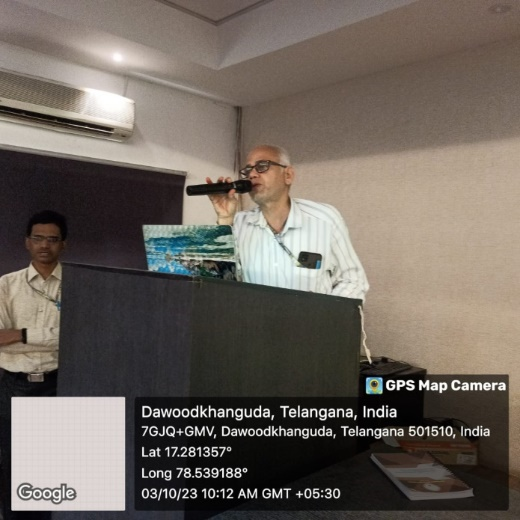 GPS Map Camera
Dawoodkhanguda, Telangana, India
7GJQ+GMV, Dawoodkhanguda, Telangana 501510, India
Lat 17.281357°
Long 78.539188°
03/10/23 10:12 AM GMT +05:30
Google